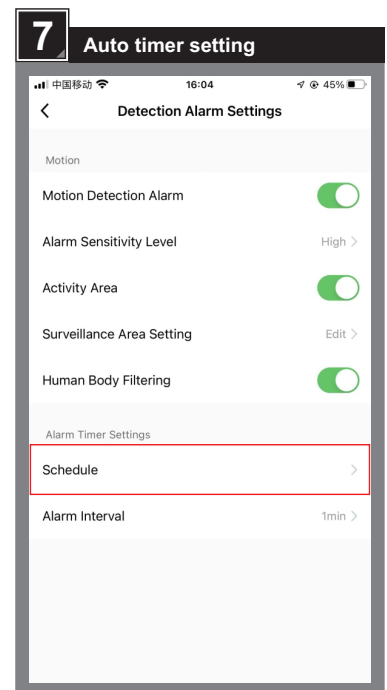 7 Auto timer setting
中国移动 16:04 45%
Detection Alarm Settings
Motion
Motion Detection Alarm
Alarm Sensitivity Level High >
Activity Area
Surveillance Area Setting Edit >
Human Body Filtering
Alarm Timer Settings
Schedule >
Alarm Interval 1min >